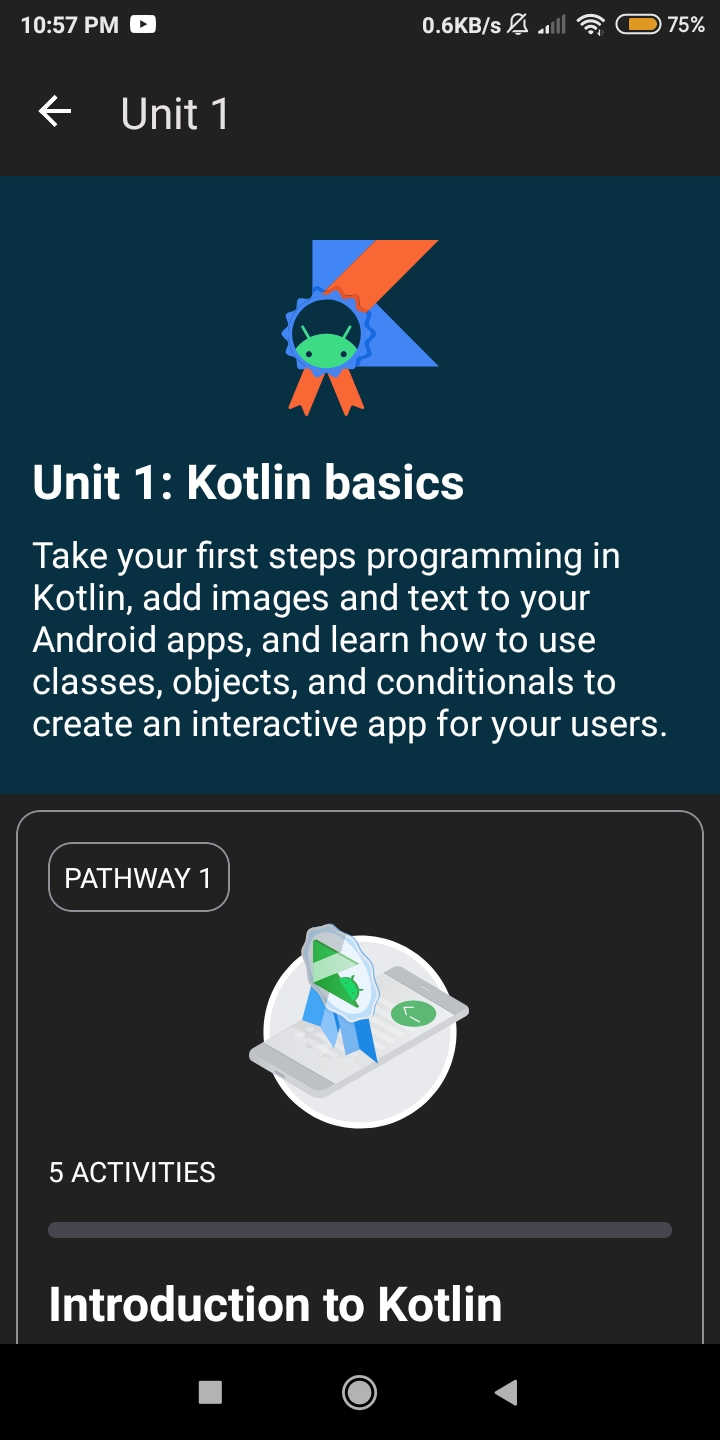 10:57 PM 0.6KB/s 75%
Unit 1
Unit 1: Kotlin basics
Take your first steps programming in
Kotlin, add images and text to your
Android apps, and learn how to use
classes, objects, and conditionals to
create an interactive app for your users.
PATHWAY 1
5 ACTIVITIES
Introduction to Kotlin